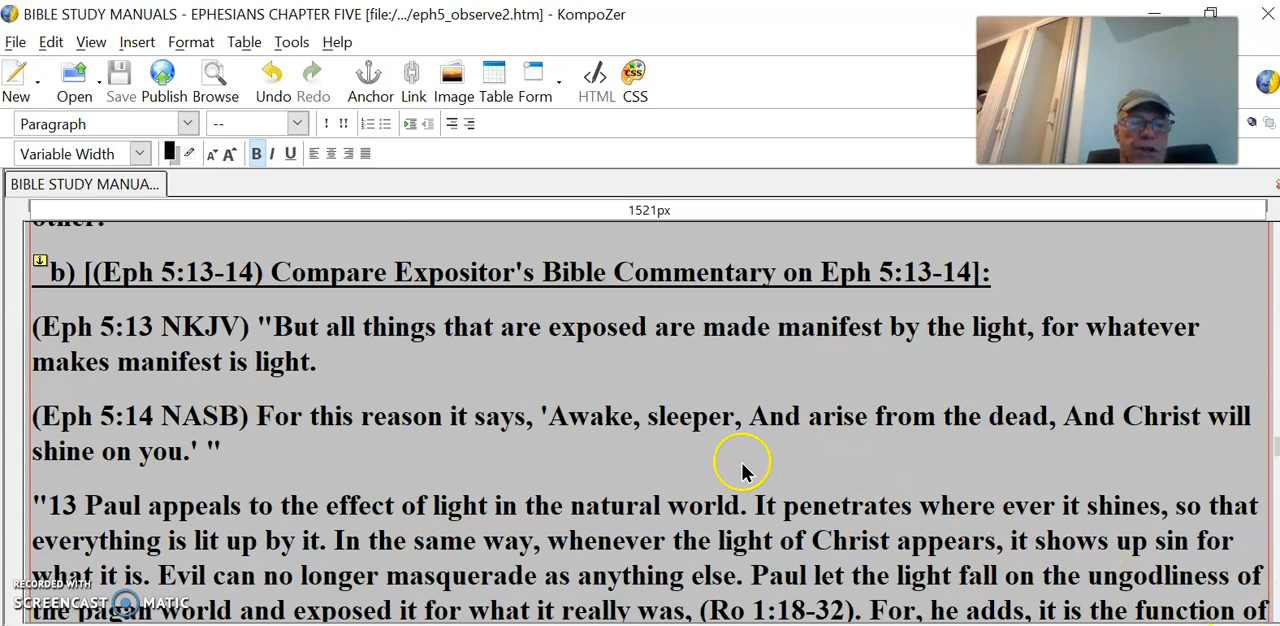 BIBLE STUDY MANUALS - EPHESIANS CHAPTER FIVE [file:/.../eph5_observe2.htm] - KompoZer
File Edit View Insert Format Table Tools Help
New Open Save Publish Browse Undo Redo Anchor Link Image Table Form HTML CSS
Paragraph --
Variable Width B I U
BIBLE STUDY MANUA...
1521px
other.
b) [(Eph 5:13-14) Compare Expositor's Bible Commentary on Eph 5:13-14]:
(Eph 5:13 NKJV) "But all things that are exposed are made manifest by the light, for whatever
makes manifest is light.
(Eph 5:14 NASB) For this reason it says, 'Awake, sleeper, And arise from the dead, And Christ will
shine on you.' "
"13 Paul appeals to the effect of light in the natural world. It penetrates where ever it shines, so that
everything is lit up by it. In the same way, whenever the light of Christ appears, it shows up sin for
what it is. Evil can no longer masquerade as anything else. Paul let the light fall on the ungodliness of
the pagan world and exposed it for what it really was, (Ro 1:18-32). For, he adds, it is the function of
RECORDED WITH
SCREENCAST MATIC